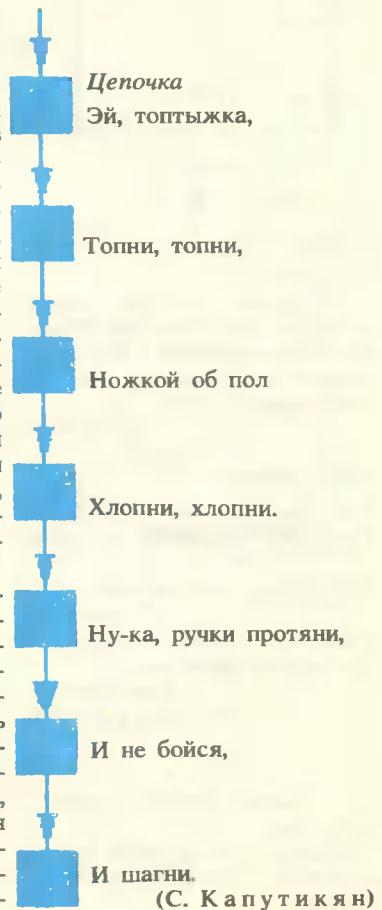 Цепочка
Эй, топтыжка,
Топни, топни,
Ножкой об пол
Хлопни, хлопни.
Ну-ка, ручки протяни,
И не бойся,
И шагни.
(С. Капутикян)